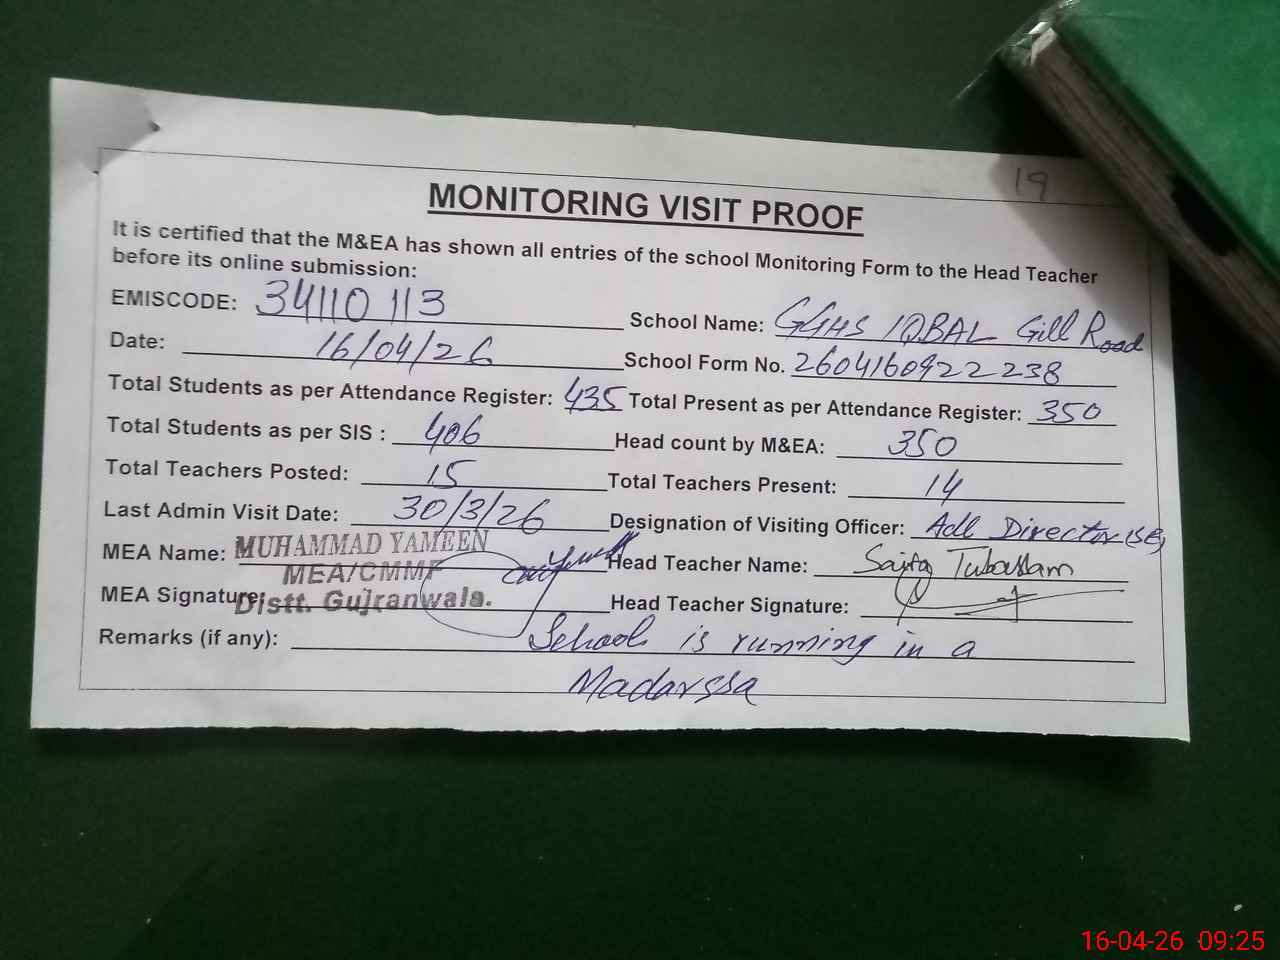 19
MONITORING VISIT PROOF
It is certified that the M&EA has shown all entries of the school Monitoring Form to the Head Teacher
before its online submission:
EMISCODE: 34110113 School Name: GGHS IQBAL Gill Road
Date: 16/04/26 School Form No. 2604160922238
Total Students as per Attendance Register: 435 Total Present as per Attendance Register: 350
Total Students as per SIS : 406 Head count by M&EA: 350
Total Teachers Posted: 15 Total Teachers Present: 14
Last Admin Visit Date: 30/3/26 Designation of Visiting Officer: Adl Director (SE)
MEA Name: MUHAMMAD YAMEEN Head Teacher Name: Tubassam
MEA/CMMF
MEA Signature: Distt. Gujranwala. Head Teacher Signature:
Remarks (if any): School is running in a
Madarssa
16-04-26 09:25